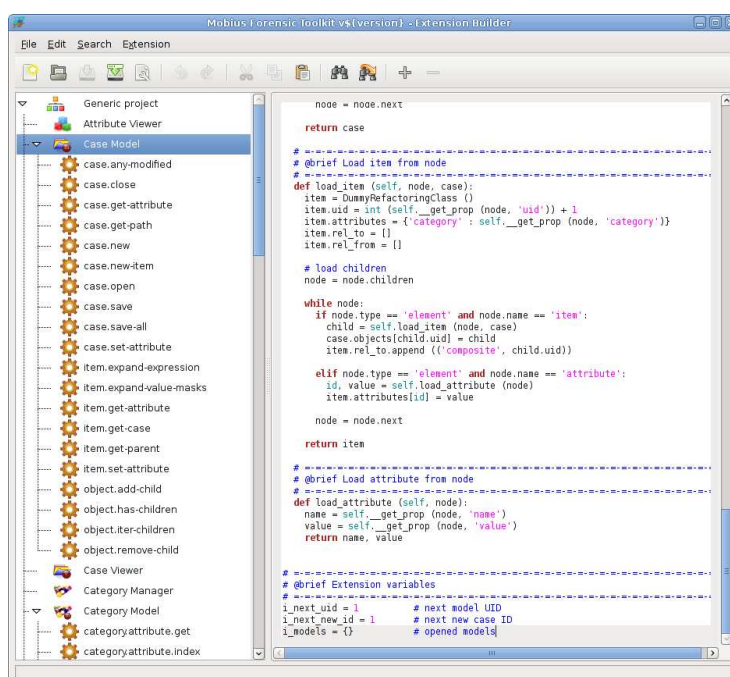 Mobius Forensic Toolkit v${version} - Extension Builder
File Edit Search Extension
Generic project
Attribute Viewer
Case Model
case.any-modified
case.close
case.get-attribute
case.get-path
case.new
case.new-item
case.open
case.save
case.save-all
case.set-attribute
item.expand-expression
item.expand-value-masks
item.get-attribute
item.get-case
item.get-parent
item.set-attribute
object.add-child
object.has-children
object.iter-children
object.remove-child
Case Viewer
Category Manager
Category Model
category.attribute.get
category.attribute.index
node = node.next
return case
# =-=-=-=-=-=-=-=-=-=-=-=-=-=-=-=-=-=-=-=-=-=-=-=-=-=-=-=-=-=-=-=-
# @brief Load item from node
# =-=-=-=-=-=-=-=-=-=-=-=-=-=-=-=-=-=-=-=-=-=-=-=-=-=-=-=-=-=-=-=-
def load_item (self, node, case):
item = DummyRefactoringClass ()
item.uid = int (self.__get_prop (node, 'uid')) + 1
item.attributes = {'category' : self.__get_prop (node, 'category')}
item.rel_to = []
item.rel_from = []
# load children
node = node.children
while node:
if node.type == 'element' and node.name == 'item':
child = self.load_item (node, case)
case.objects[child.uid] = child
item.rel_to.append (('composite', child.uid))
elif node.type == 'element' and node.name == 'attribute':
id, value = self.load_attribute (node)
item.attributes[id] = value
node = node.next
return item
# =-=-=-=-=-=-=-=-=-=-=-=-=-=-=-=-=-=-=-=-=-=-=-=-=-=-=-=-=-=-=-=-
# @brief Load attribute from node
# =-=-=-=-=-=-=-=-=-=-=-=-=-=-=-=-=-=-=-=-=-=-=-=-=-=-=-=-=-=-=-=-
def load_attribute (self, node):
name = self.__get_prop (node, 'name')
value = self.__get_prop (node, 'value')
return name, value
# =-=-=-=-=-=-=-=-=-=-=-=-=-=-=-=-=-=-=-=-=-=-=-=-=-=-=-=-=-=-=-=-=-
# @brief Extension variables
# =-=-=-=-=-=-=-=-=-=-=-=-=-=-=-=-=-=-=-=-=-=-=-=-=-=-=-=-=-=-=-=-=-
i_next_uid = 1 # next model UID
i_next_new_id = 1 # next new case ID
i_models = {} # opened models